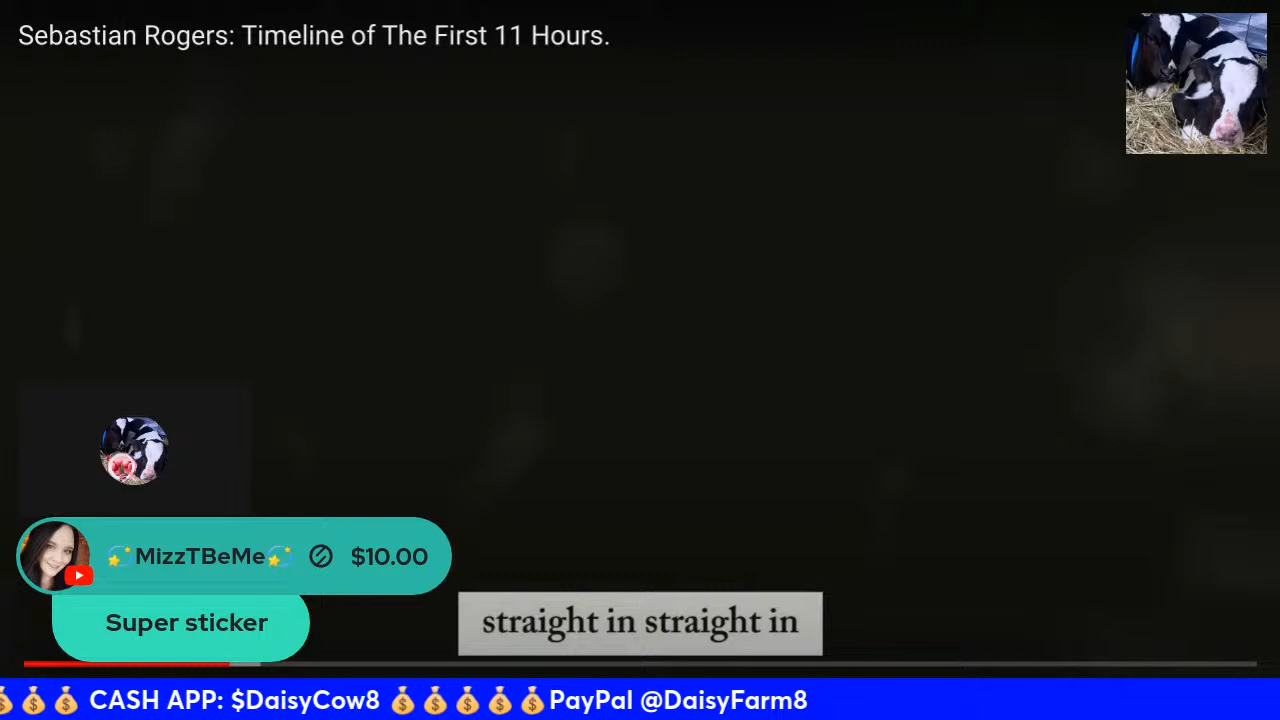 Sebastian Rogers: Timeline of The First 11 Hours.
💫MizzTBeMe💫 $10.00
Super sticker
straight in straight in
💰💰💰 CASH APP: $DaisyCow8 💰💰💰💰💰PayPal @DaisyFarm8